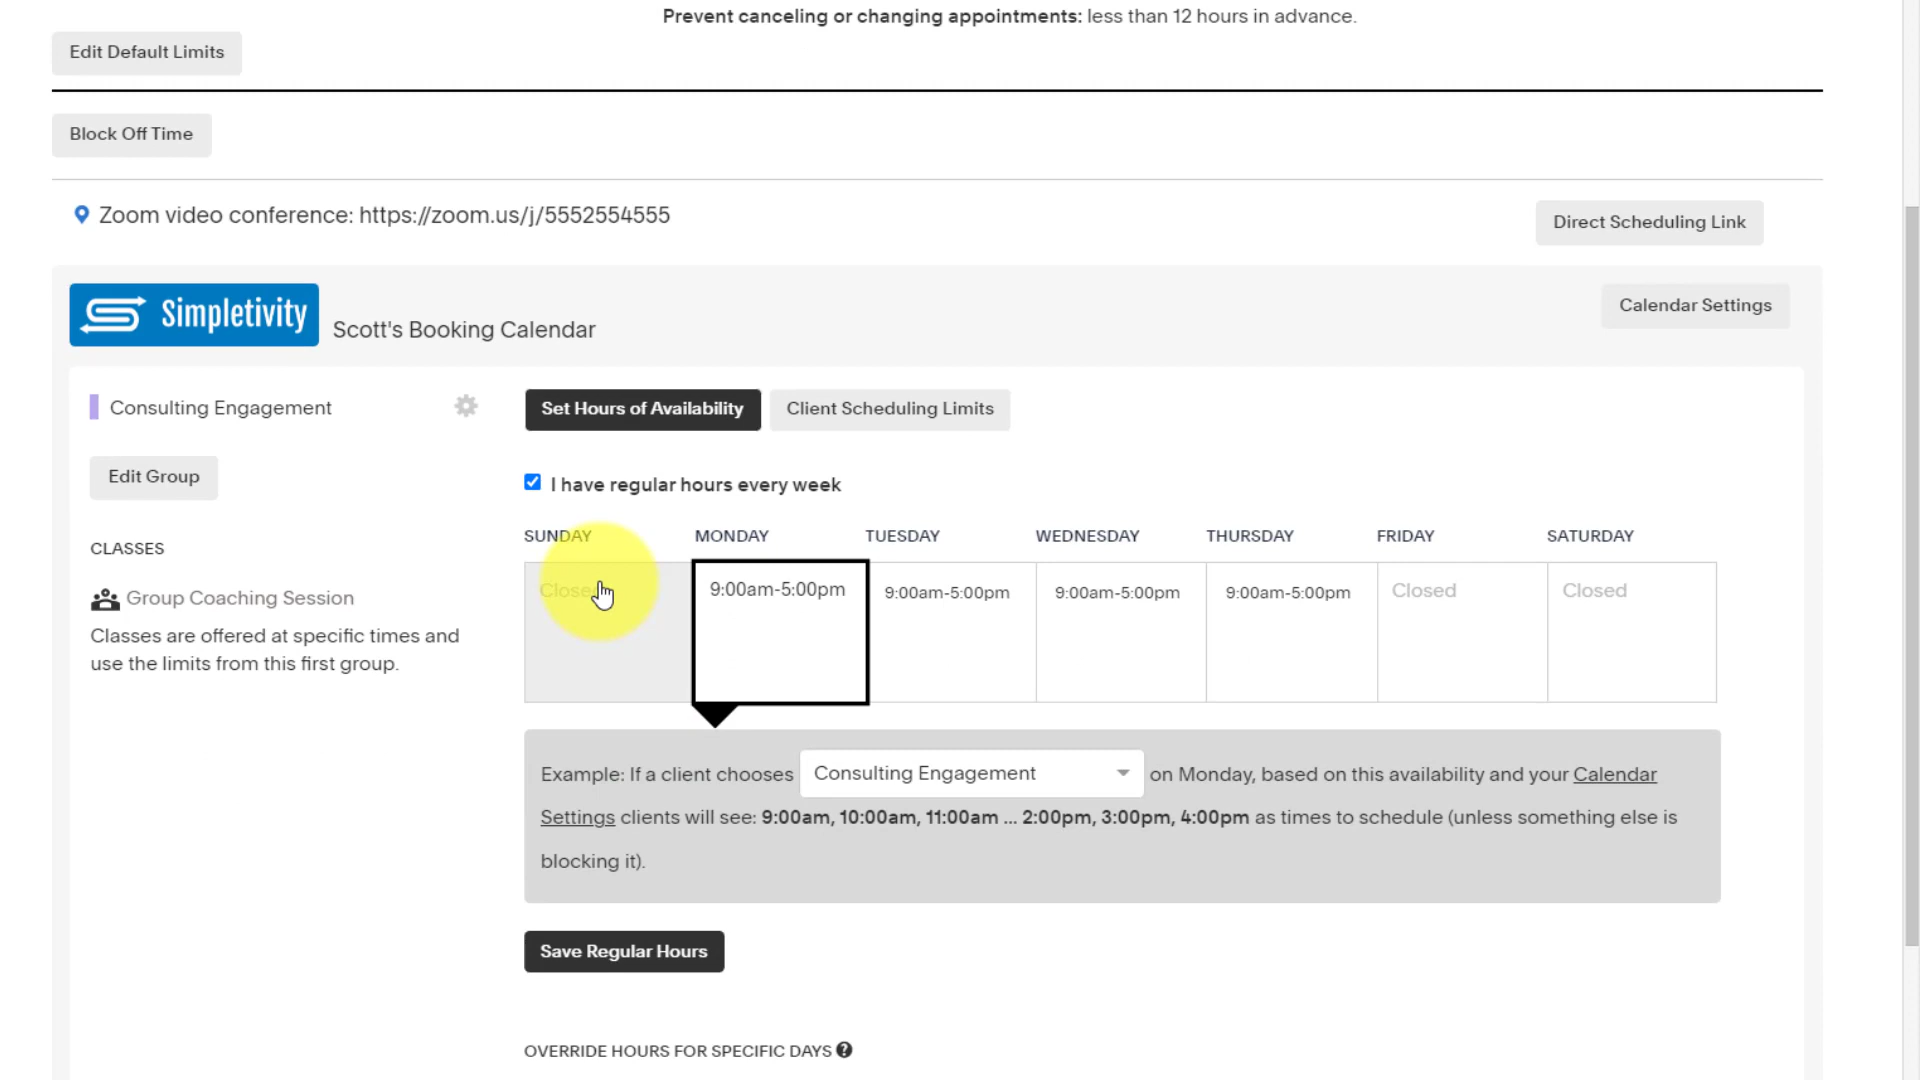 Prevent canceling or changing appointments: less than 12 hours in advance.
Edit Default Limits
Block Off Time
Zoom video conference: https://zoom.us/j/5552554555
Direct Scheduling Link
Simpletivity
Scott's Booking Calendar
Calendar Settings
Consulting Engagement
Set Hours of Availability
Client Scheduling Limits
Edit Group
I have regular hours every week
CLASSES
Group Coaching Session
Classes are offered at specific times and
use the limits from this first group.
SUNDAY MONDAY TUESDAY WEDNESDAY THURSDAY FRIDAY SATURDAY
Closed 9:00am-5:00pm 9:00am-5:00pm 9:00am-5:00pm 9:00am-5:00pm Closed Closed
Example: If a client chooses Consulting Engagement on Monday, based on this availability and your Calendar
Settings clients will see: 9:00am, 10:00am, 11:00am ... 2:00pm, 3:00pm, 4:00pm as times to schedule (unless something else is
blocking it).
Save Regular Hours
OVERRIDE HOURS FOR SPECIFIC DAYS ?